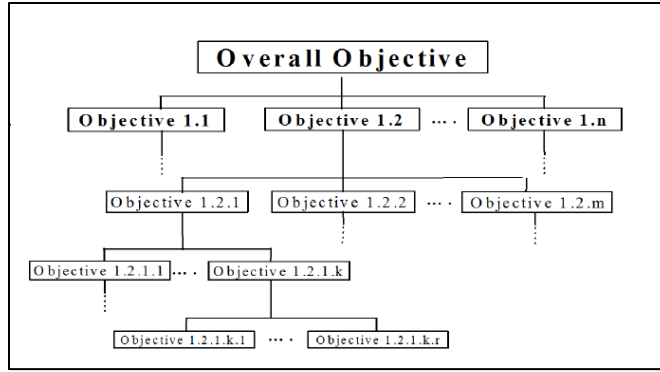 Overall Objective
Objective 1.1 Objective 1.2 .... Objective 1.n
Objective 1.2.1 Objective 1.2.2 .... Objective 1.2.m
Objective 1.2.1.1 .... Objective 1.2.1.k
Objective 1.2.1.k.1 .... Objective 1.2.1.k.r